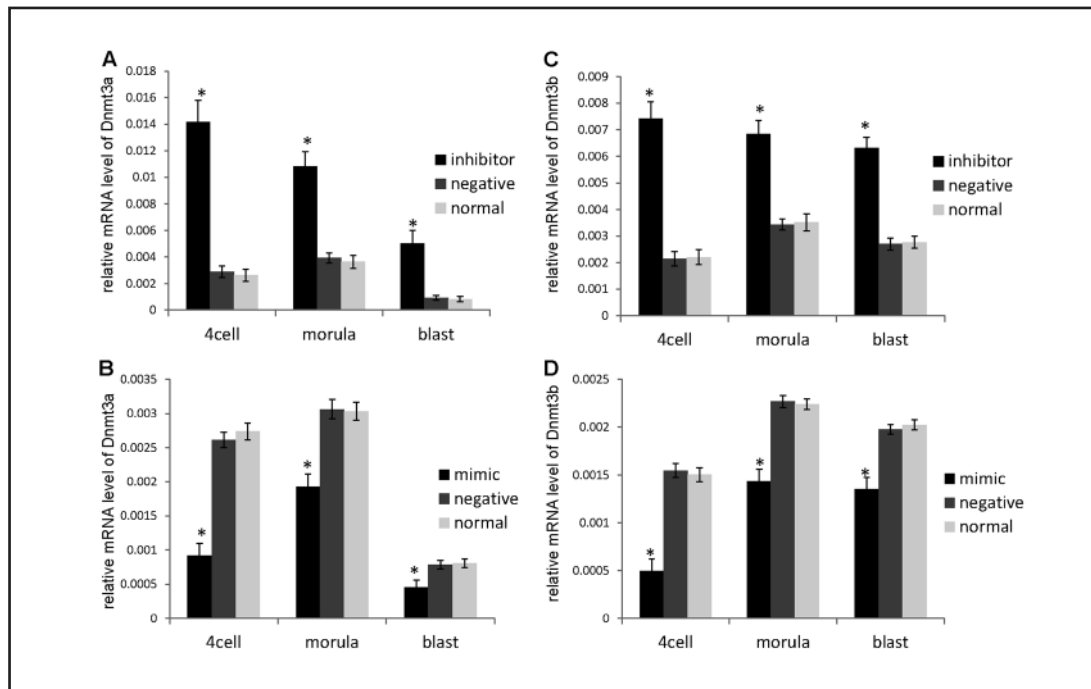 A
relative mRNA level of Dnmt3a
0.018
0.016
0.014
0.012
0.01
0.008
0.006
0.004
0.002
0
*
*
*
inhibitor
negative
normal
4cell morula blast
C
relative mRNA level of Dnmt3b
0.009
0.008
0.007
0.006
0.005
0.004
0.003
0.002
0.001
0
*
*
*
inhibitor
negative
normal
4cell morula blast
B
relative mRNA level of Dnmt3a
0.0035
0.003
0.0025
0.002
0.0015
0.001
0.0005
0
*
*
*
mimic
negative
normal
4cell morula blast
D
relative mRNA level of Dnmt3b
0.0025
0.002
0.0015
0.001
0.0005
0
*
*
*
mimic
negative
normal
4cell morula blast